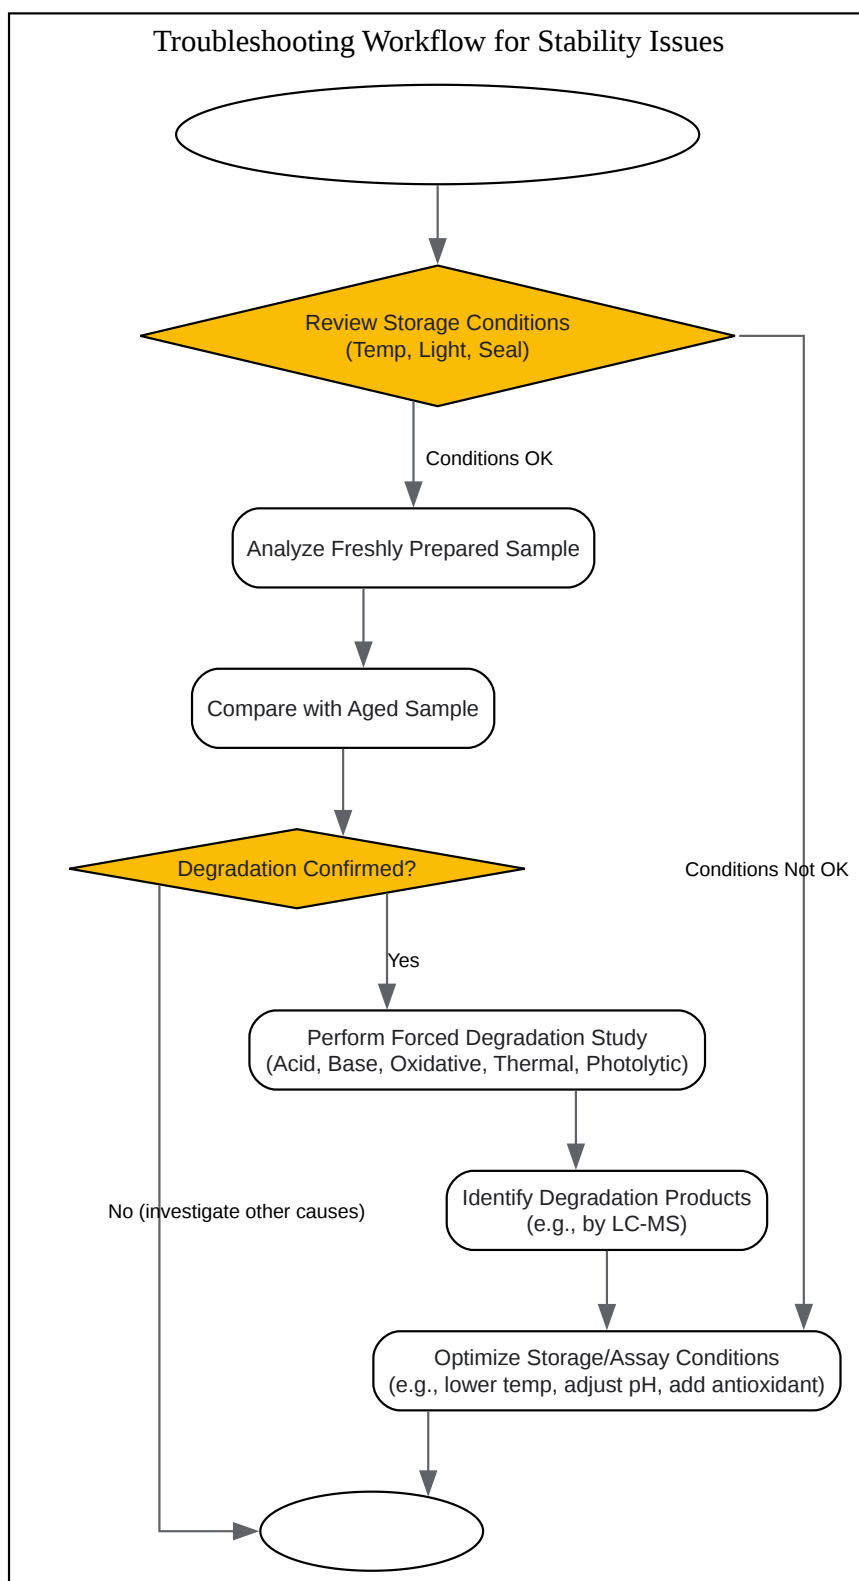 Troubleshooting Workflow for Stability Issues
Review Storage Conditions
(Temp, Light, Seal)
Conditions OK
Analyze Freshly Prepared Sample
Compare with Aged Sample
Degradation Confirmed?
Conditions Not OK
Yes
Perform Forced Degradation Study
(Acid, Base, Oxidative, Thermal, Photolytic)
Identify Degradation Products
(e.g., by LC-MS)
No (investigate other causes)
Optimize Storage/Assay Conditions
(e.g., lower temp, adjust pH, add antioxidant)